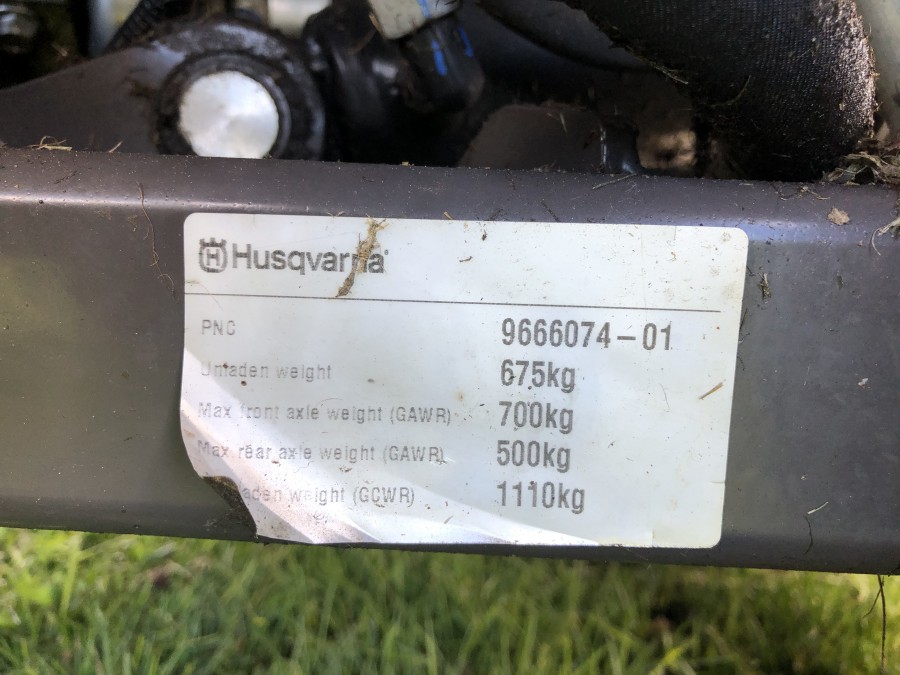 Husqvarna
PNC 9666074-01
Unladen weight 675kg
Max front axle weight (GAWR) 700kg
Max rear axle weight (GAWR) 500kg
aden weight (GCWR) 1110kg